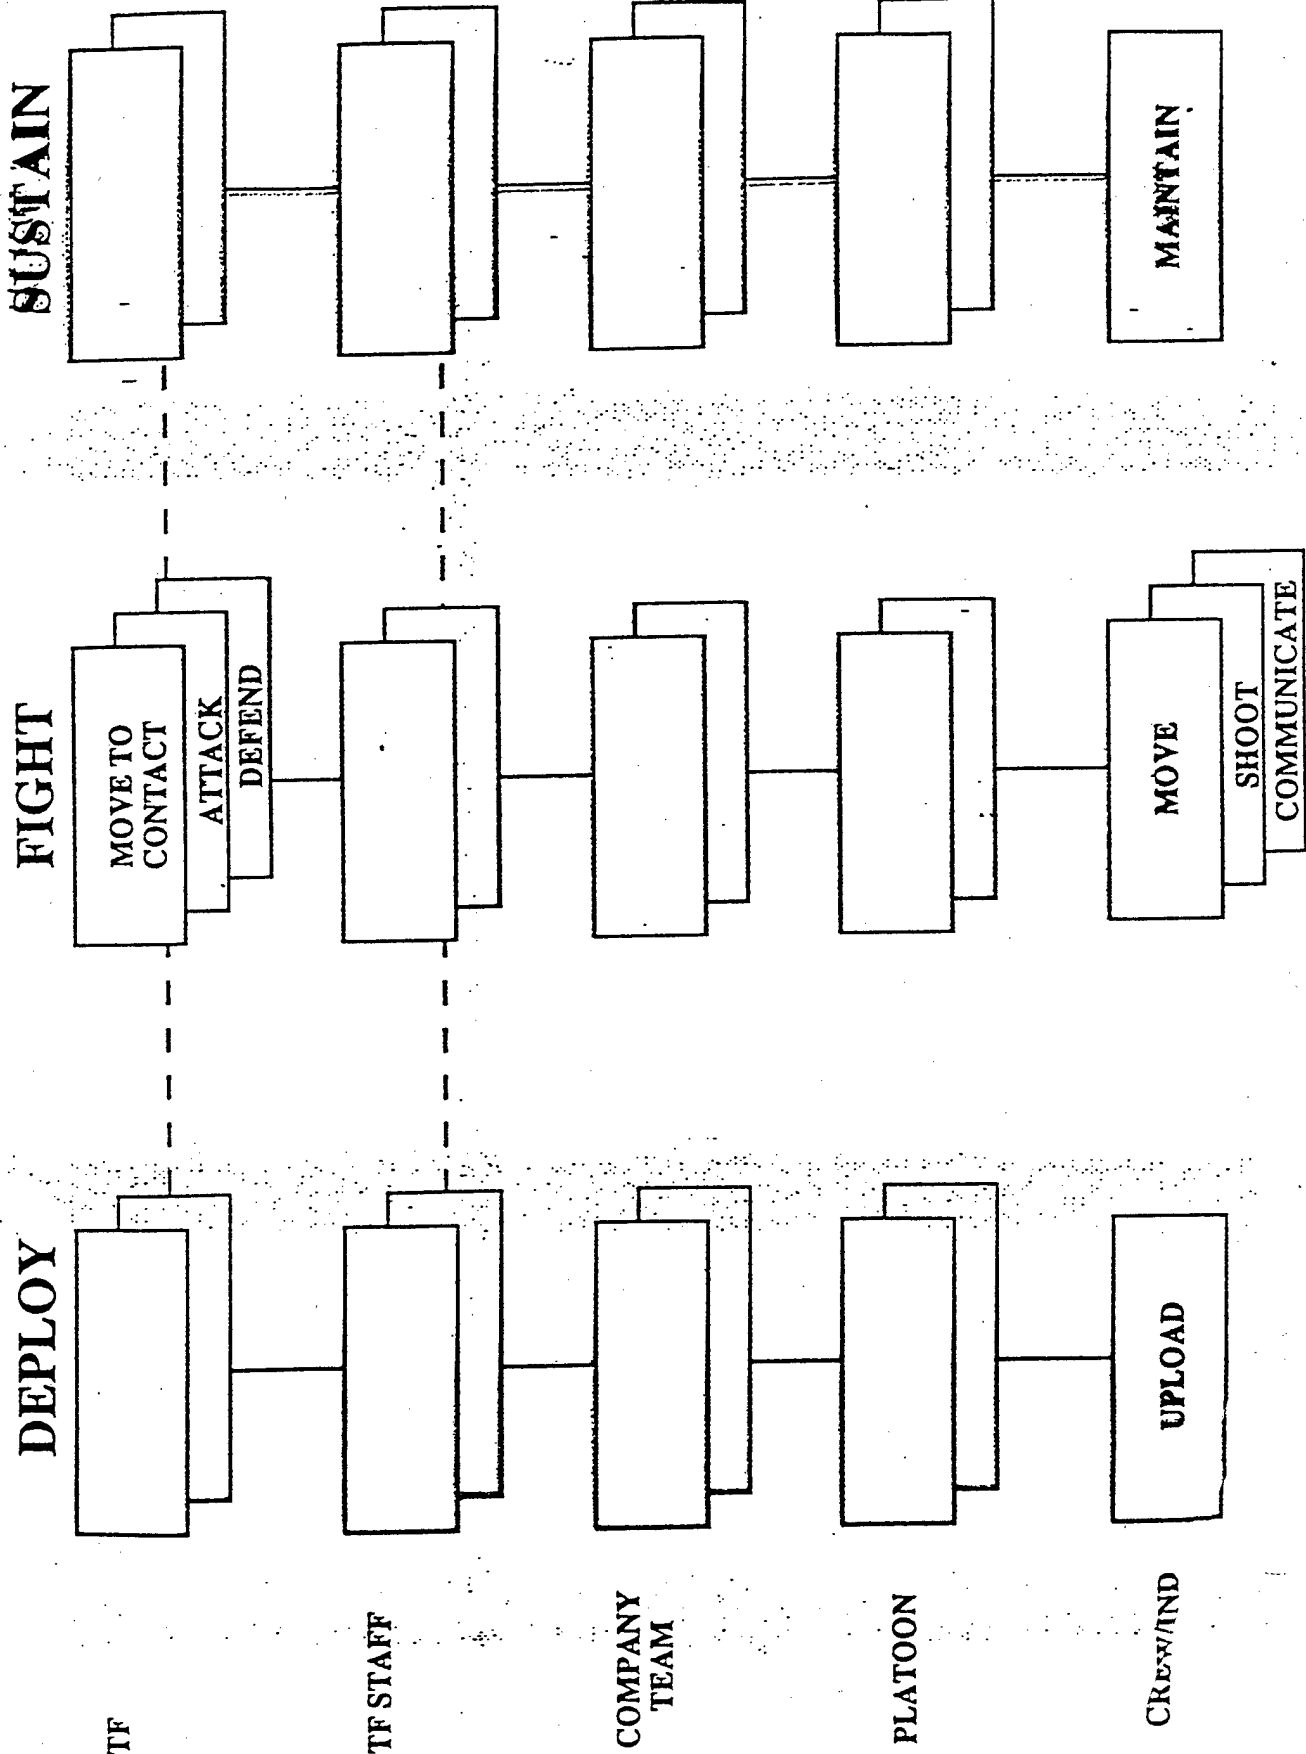 DEPLOY
FIGHT
SUSTAIN
TF
MOVE TO
CONTACT
ATTACK
DEFEND
TF STAFF
COMPANY
TEAM
PLATOON
CREW/IND
UPLOAD
MOVE
SHOOT
COMMUNICATE
MAINTAIN